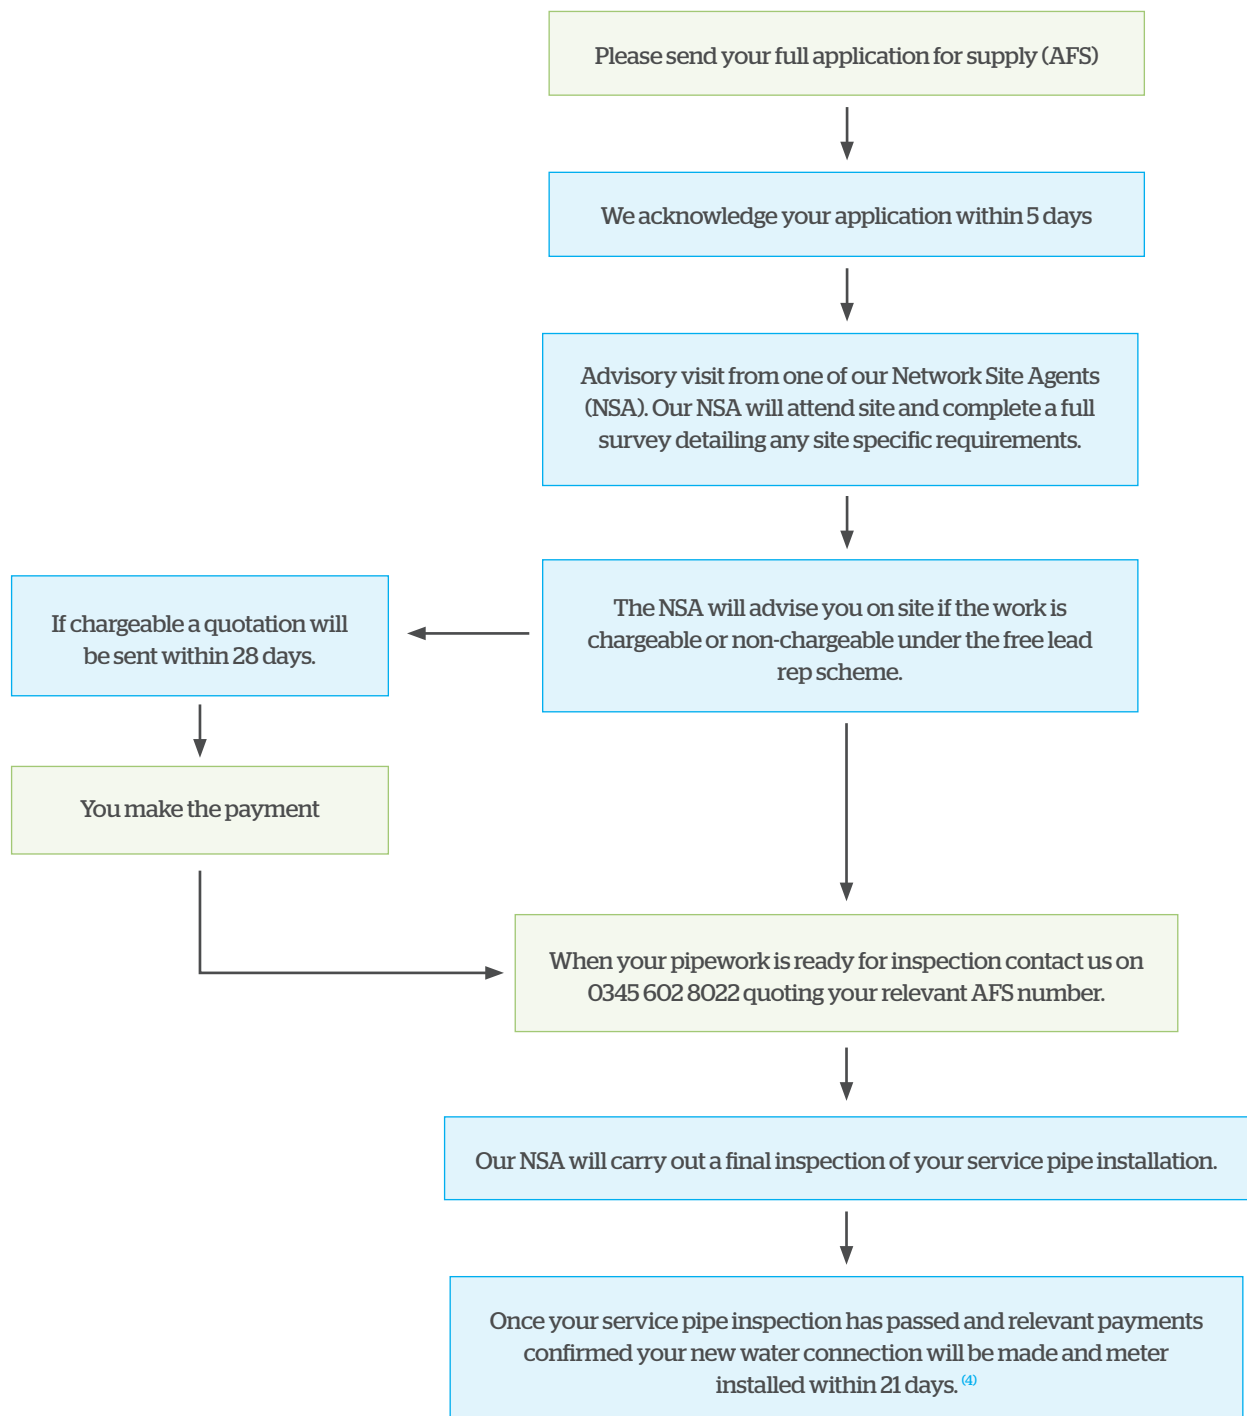 Please send your full application for supply (AFS)
We acknowledge your application within 5 days
Advisory visit from one of our Network Site Agents
(NSA). Our NSA will attend site and complete a full
survey detailing any site specific requirements.
The NSA will advise you on site if the work is
chargeable or non-chargeable under the free lead
rep scheme.
If chargeable a quotation will
be sent within 28 days.
You make the payment
When your pipework is ready for inspection contact us on
0345 602 8022 quoting your relevant AFS number.
Our NSA will carry out a final inspection of your service pipe installation.
Once your service pipe inspection has passed and relevant payments
confirmed your new water connection will be made and meter
installed within 21 days. (4)